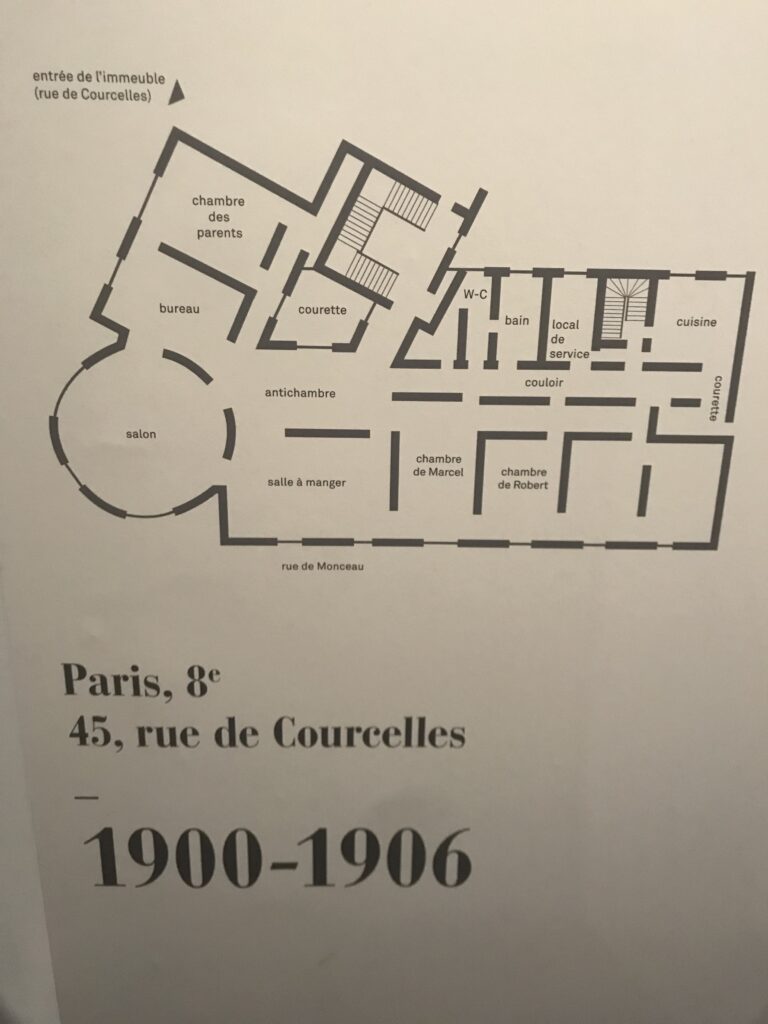 entrée de l'immeuble
(rue de Courcelles)
chambre
des
parents
bureau
courette
W-C
bain
local
de
service
cuisine
courette
couloir
antichambre
salon
salle à manger
chambre
de Marcel
chambre
de Robert
rue de Monceau
Paris, 8e
45, rue de Courcelles
—
1900-1906